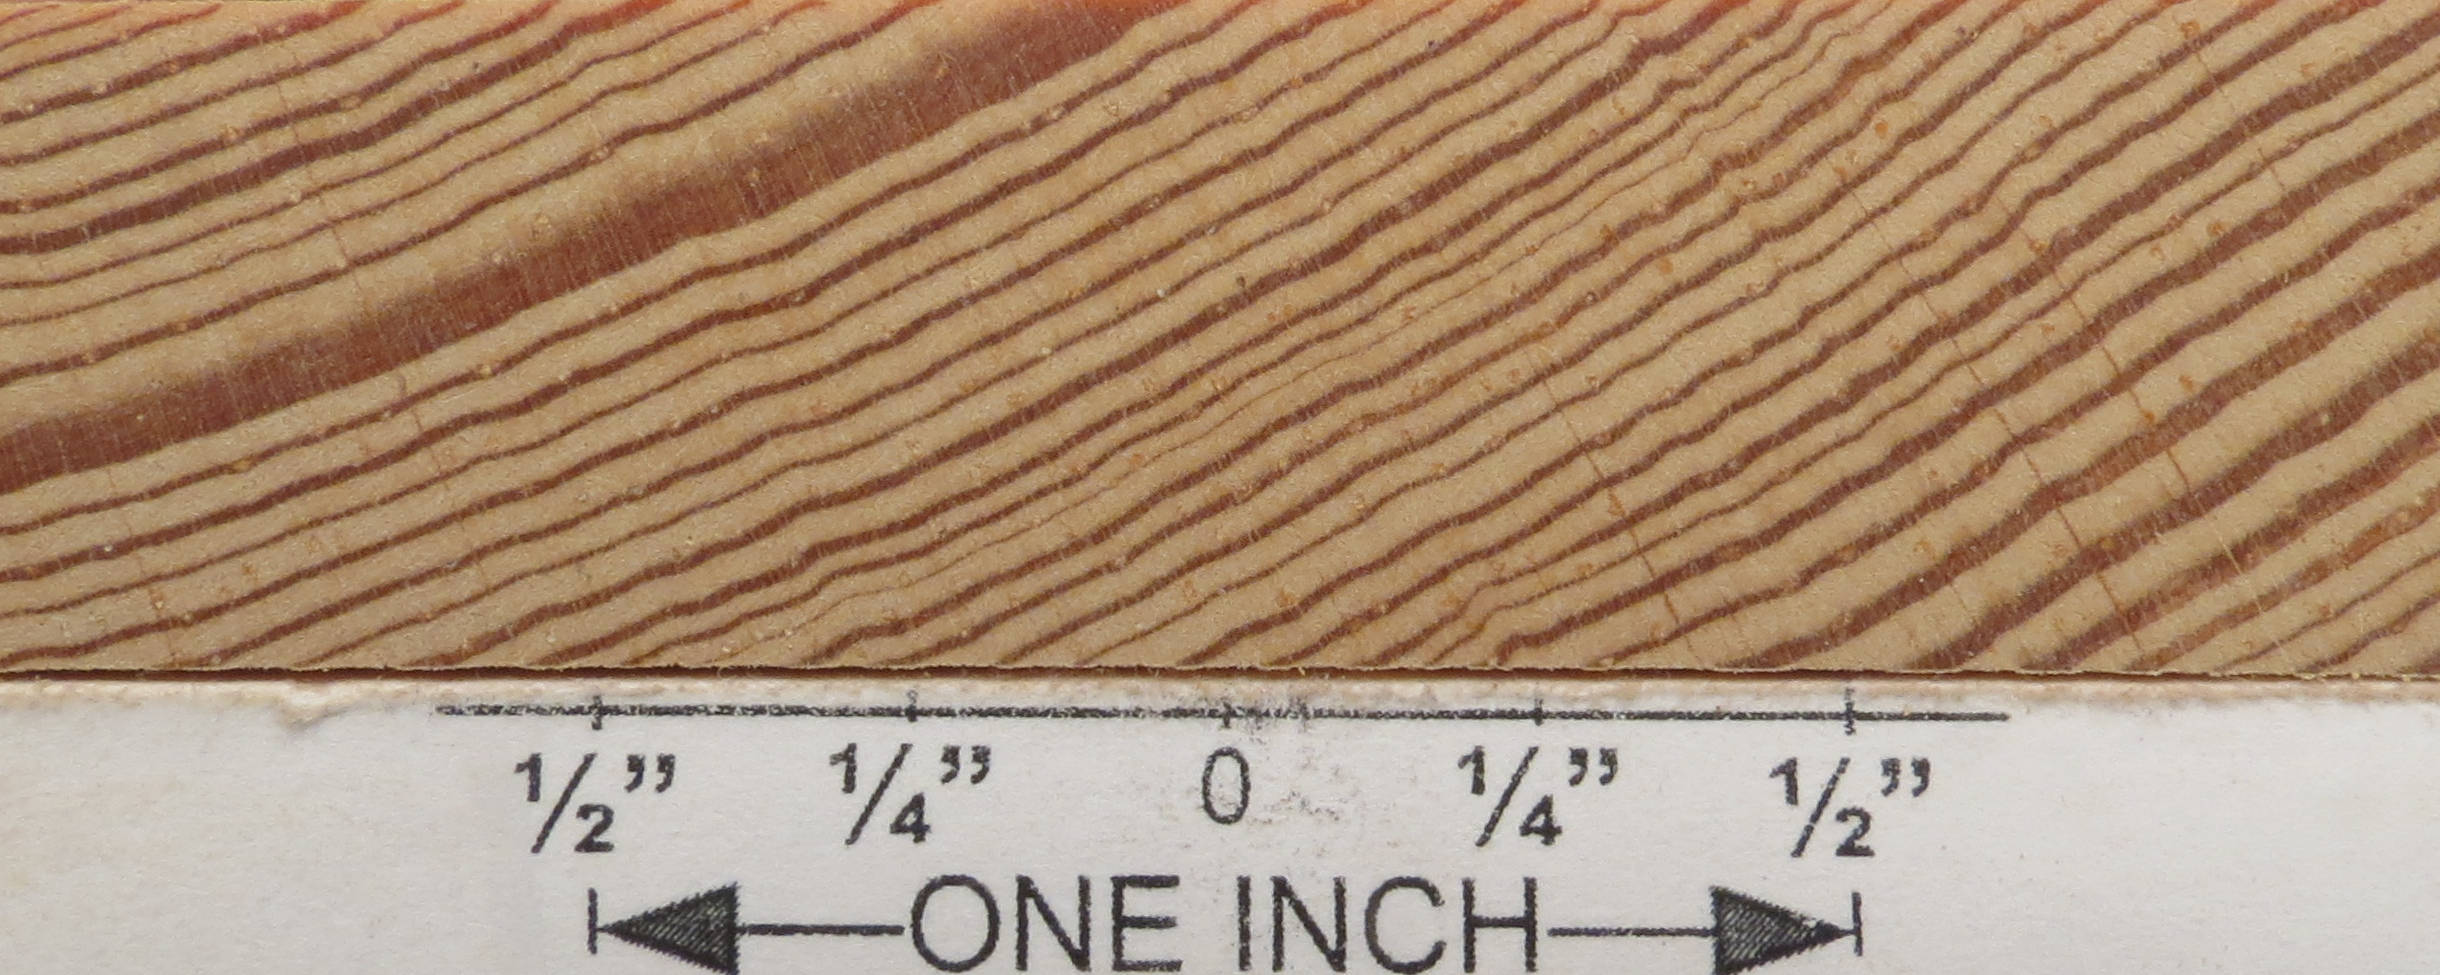 1/2” 1/4” 0 1/4” 1/2”
ONE INCH